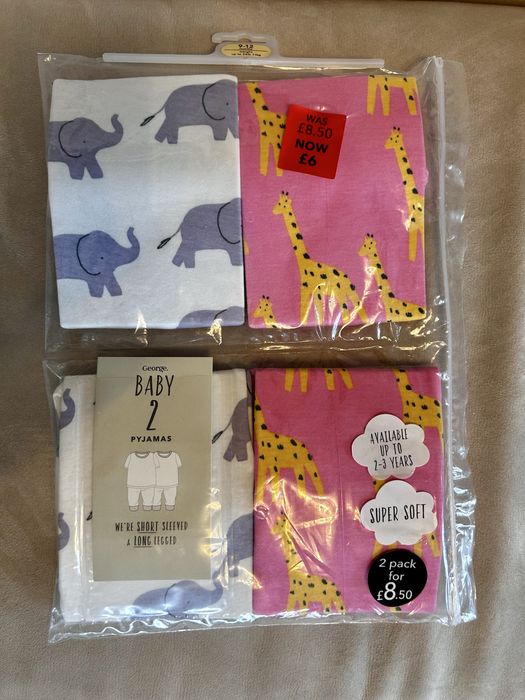 9-12
WAS
£8.50
NOW
£6
George.
BABY
2
PYJAMAS
WE'RE SHORT SLEEVED
& LONG LEGGED
AVAILABLE
UP TO
2-3 YEARS
SUPER SOFT
2 pack
for
£8.50